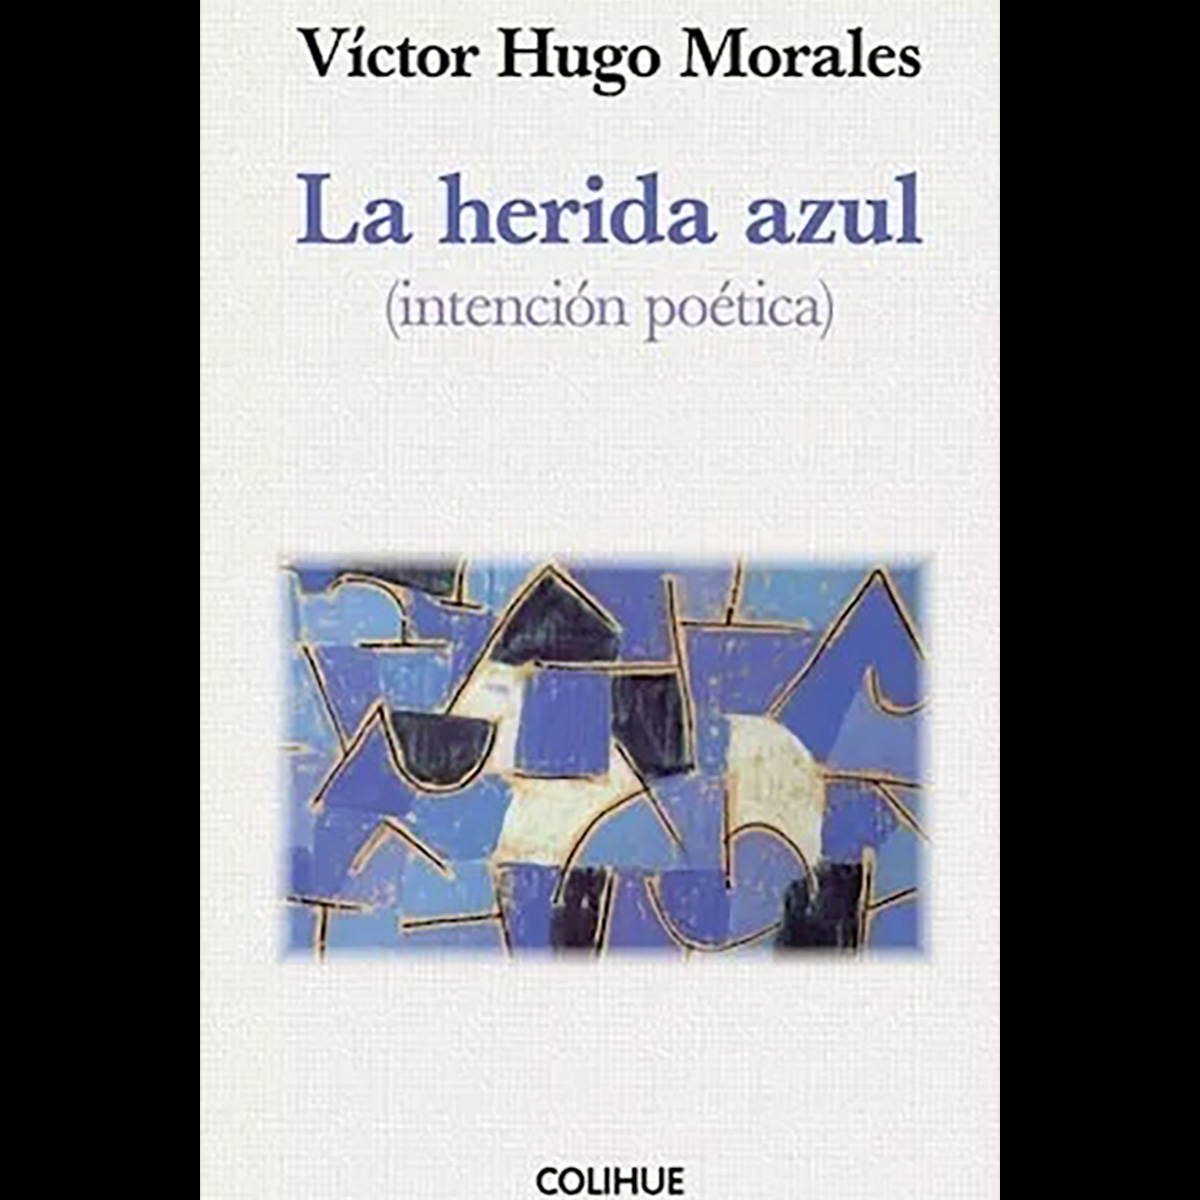 Víctor Hugo Morales
La herida azul
(intención poética)
COLIHUE